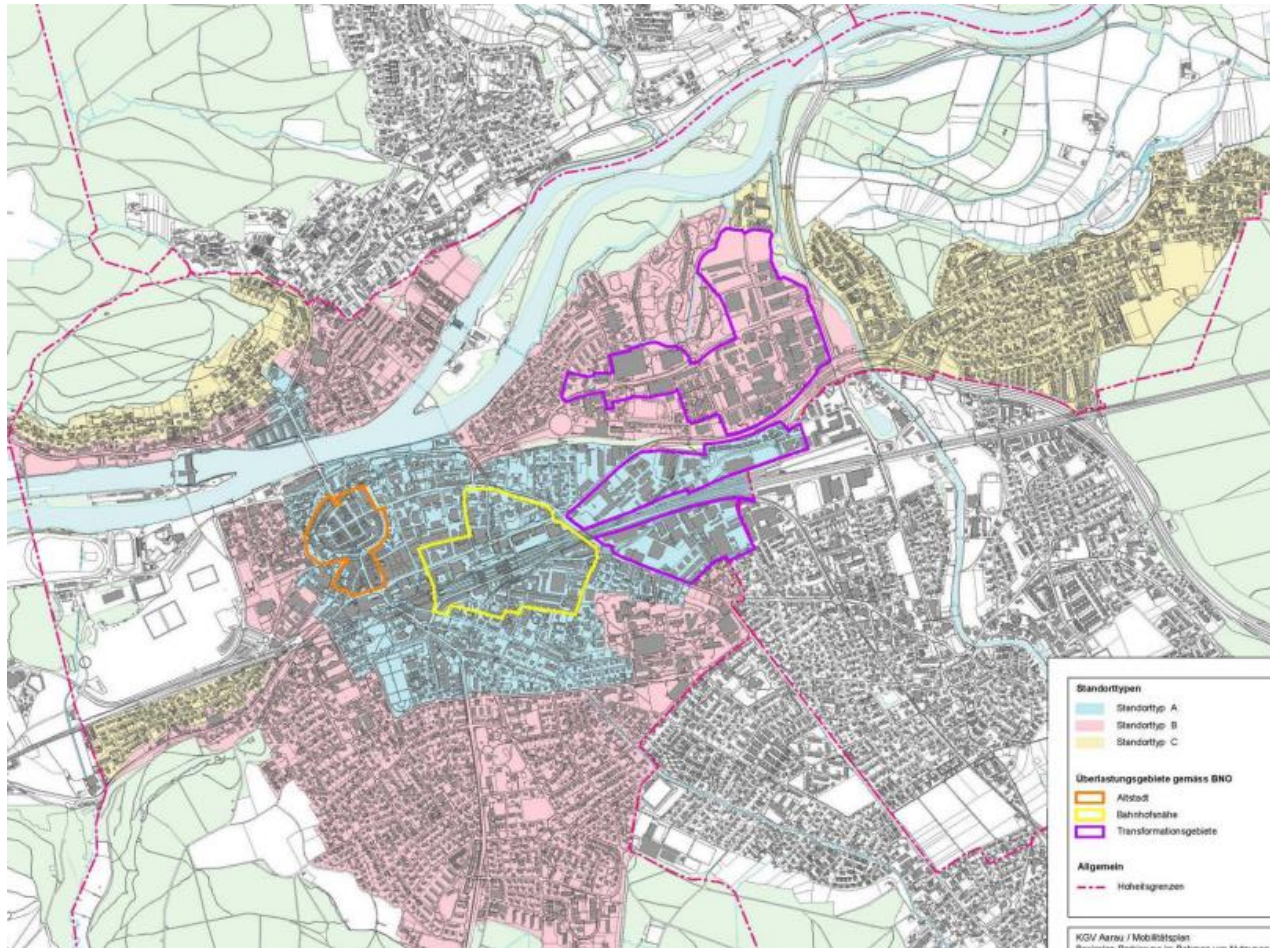 Standorttypen
Standorttyp A
Standorttyp B
Standorttyp C
Überlastungsgebiete gemäss BNO
Altstadt
Bahnhofsnähe
Transformationsgebiete
Allgemein
Hoheitsgrenzen
KGV Aarau / Mobilitätsplan